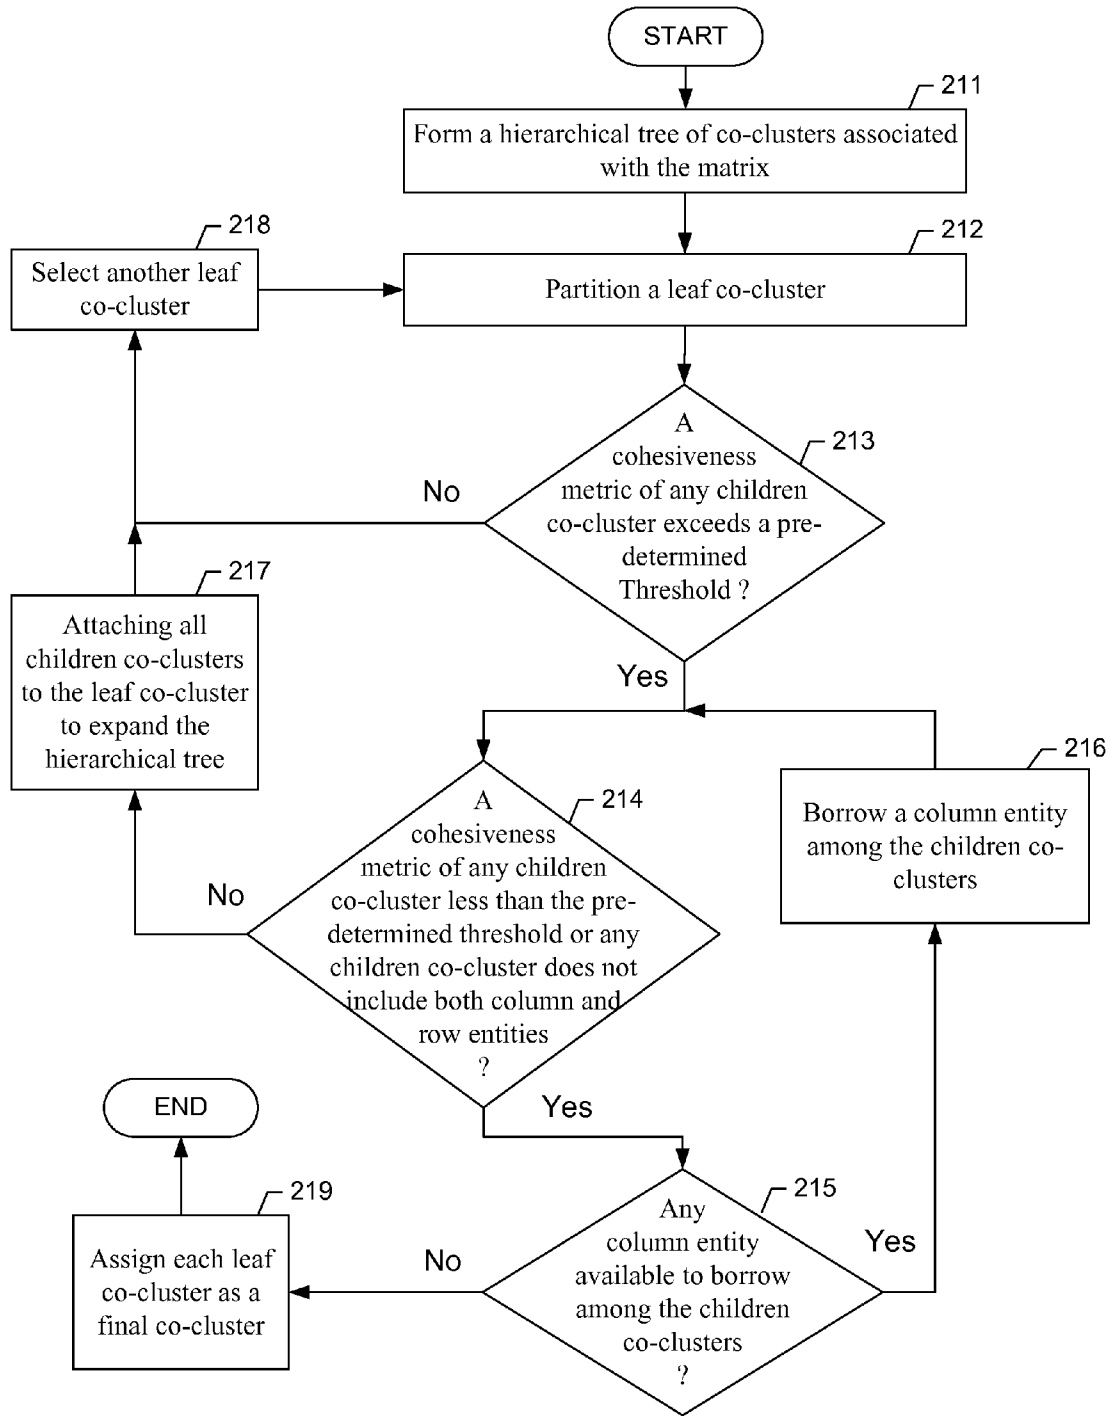 START
211
Form a hierarchical tree of co-clusters associated
with the matrix
218
Select another leaf
co-cluster
212
Partition a leaf co-cluster
213
A
cohesiveness
metric of any children
co-cluster exceeds a pre-
determined
Threshold ?
No
Yes
217
Attaching all
children co-clusters
to the leaf co-cluster
to expand the
hierarchical tree
216
Borrow a column entity
among the children co-
clusters
214
A
cohesiveness
metric of any children
co-cluster less than the pre-
determined threshold or any
children co-cluster does not
include both column and
row entities
?
No
Yes
END
219
Assign each leaf
co-cluster as a
final co-cluster
215
Any
column entity
available to borrow
among the children
co-clusters
?
No
Yes